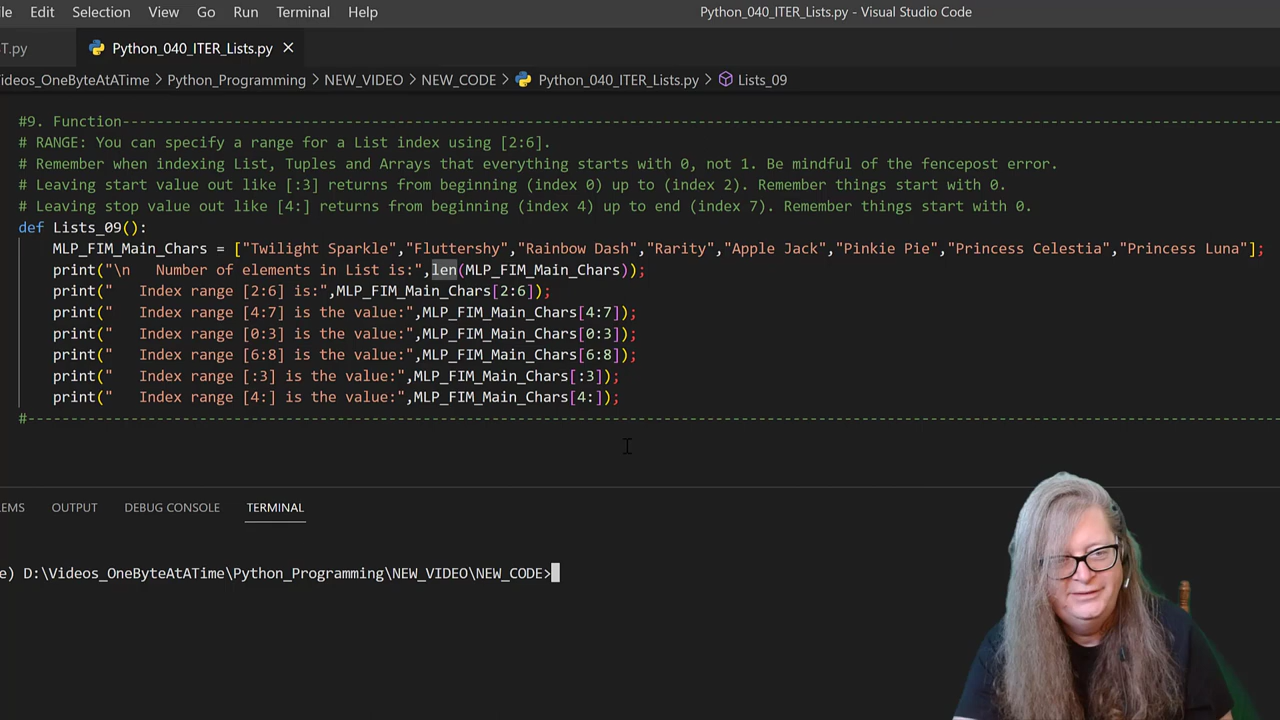 Edit Selection View Go Run Terminal Help Python_040_ITER_Lists.py - Visual Studio Code
T.py Python_040_ITER_Lists.py
ideos_OneByteAtATime > Python_Programming > NEW_VIDEO > NEW_CODE > Python_040_ITER_Lists.py > Lists_09
#9. Function-----------------------------------------------------------------------------------------------------------------------------------------
# RANGE: You can specify a range for a List index using [2:6].
# Remember when indexing List, Tuples and Arrays that everything starts with 0, not 1. Be mindful of the fencepost error.
# Leaving start value out like [:3] returns from beginning (index 0) up to (index 2). Remember things start with 0.
# Leaving stop value out like [4:] returns from beginning (index 4) up to end (index 7). Remember things start with 0.
def Lists_09():
MLP_FIM_Main_Chars = ["Twilight Sparkle","Fluttershy","Rainbow Dash","Rarity","Apple Jack","Pinkie Pie","Princess Celestia","Princess Luna"];
print("\n   Number of elements in List is:",len(MLP_FIM_Main_Chars));
print("   Index range [2:6] is:",MLP_FIM_Main_Chars[2:6]);
print("   Index range [4:7] is the value:",MLP_FIM_Main_Chars[4:7]);
print("   Index range [0:3] is the value:",MLP_FIM_Main_Chars[0:3]);
print("   Index range [6:8] is the value:",MLP_FIM_Main_Chars[6:8]);
print("   Index range [:3] is the value:",MLP_FIM_Main_Chars[:3]);
print("   Index range [4:] is the value:",MLP_FIM_Main_Chars[4:]);
#-----------------------------------------------------------------------------------------------------------------------------------------------------
EMS OUTPUT DEBUG CONSOLE TERMINAL
e) D:\Videos_OneByteAtATime\Python_Programming\NEW_VIDEO\NEW_CODE>